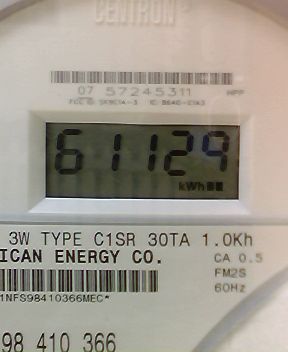 CENTRON
07 57245311
HPP
61129
kWh
3W TYPE C1SR 30TA 1.0Kh
ICAN ENERGY CO.
CA 0.5
FM2S
60Hz
1NFS98410366MEC*
98 410 366